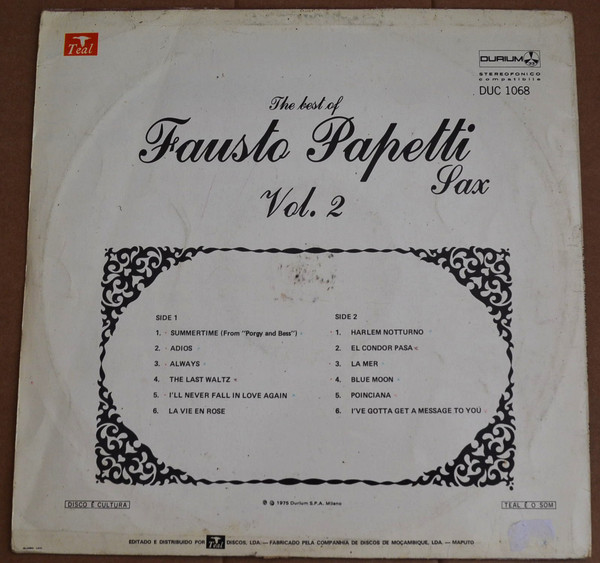 Teal
DURIUM
STEREOFONICO
compatibile
DUC 1068
The best of
Fausto Papetti
Sax
Vol. 2
SIDE 1
1. SUMMERTIME (From "Porgy and Bess")
2. ADIOS
3. ALWAYS
4. THE LAST WALTZ
5. I'LL NEVER FALL IN LOVE AGAIN
6. LA VIE EN ROSE
SIDE 2
1. HARLEM NOTTURNO
2. EL CONDOR PASA
3. LA MER
4. BLUE MOON
5. POINCIANA
6. I'VE GOTTA GET A MESSAGE TO YOU
DISCO É CULTURA
℗ © 1975 Durium S.P.A. Milano
TEAL É O SOM
EDITADO E DISTRIBUIDO POR Teal DISCOS, LDA. — FABRICADO PELA COMPANHIA DE DISCOS DE MOÇAMBIQUE, LDA. — MAPUTO